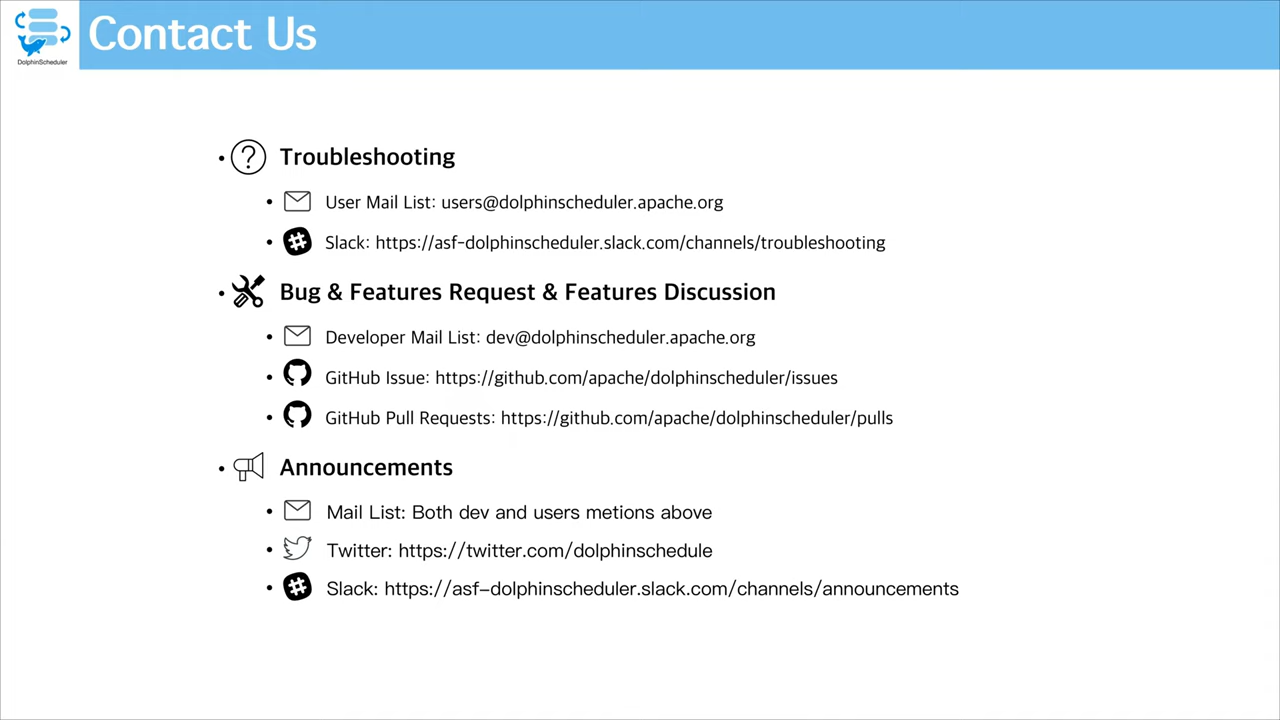 DolphinScheduler
Contact Us
Troubleshooting
User Mail List: users@dolphinscheduler.apache.org
Slack: https://asf-dolphinscheduler.slack.com/channels/troubleshooting
Bug & Features Request & Features Discussion
Developer Mail List: dev@dolphinscheduler.apache.org
GitHub Issue: https://github.com/apache/dolphinscheduler/issues
GitHub Pull Requests: https://github.com/apache/dolphinscheduler/pulls
Announcements
Mail List: Both dev and users metions above
Twitter: https://twitter.com/dolphinschedule
Slack: https://asf-dolphinscheduler.slack.com/channels/announcements